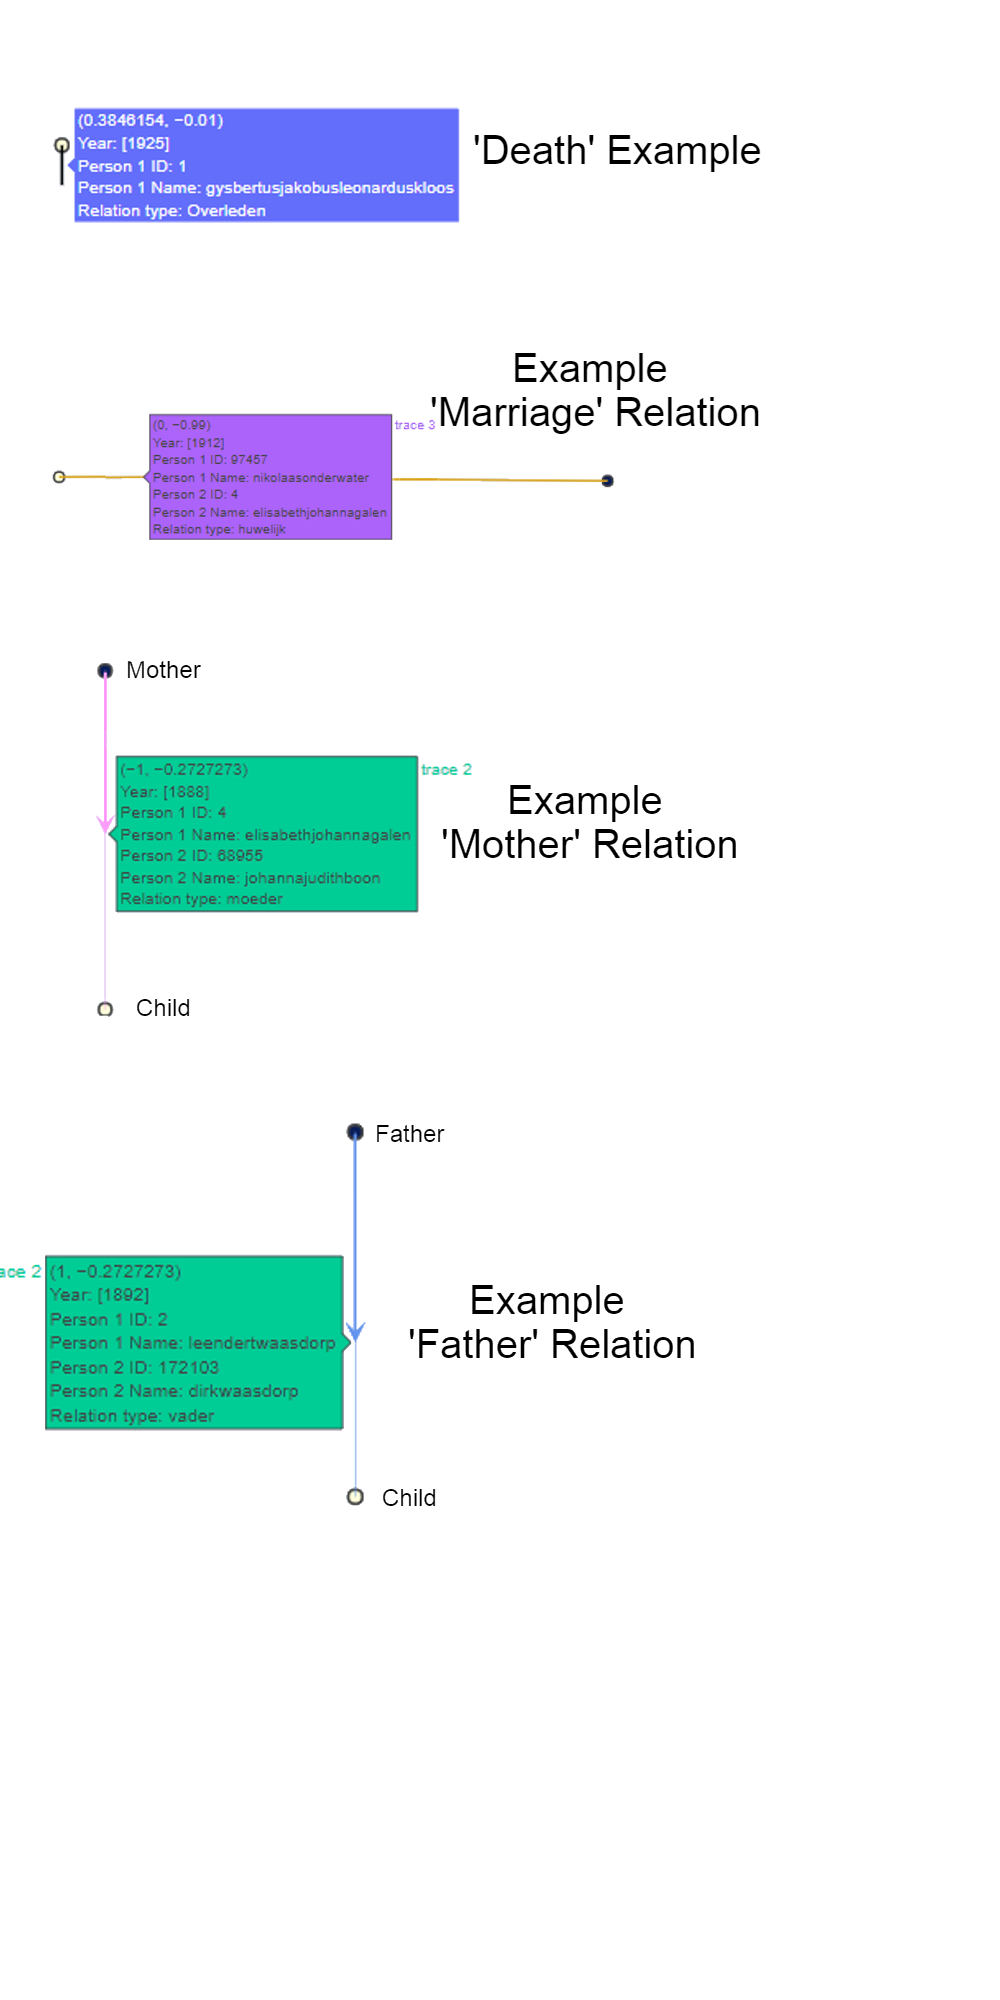 (0.3846154, −0.01)
Year: [1925]
Person 1 ID: 1
Person 1 Name: gysbertusjakobusleonarduskloos
Relation type: Overleden
'Death' Example
Example
'Marriage' Relation
(0, −0.99)
trace 3
Year: [1912]
Person 1 ID: 97457
Person 1 Name: nikolaasonderwater
Person 2 ID: 4
Person 2 Name: elisabethjohannagalen
Relation type: huwelijk
Mother
(−1, −0.2727273)
trace 2
Year: [1888]
Person 1 ID: 4
Person 1 Name: elisabethjohannagalen
Person 2 ID: 68955
Person 2 Name: johannajudithboon
Relation type: moeder
Example
'Mother' Relation
Child
Father
ace 2
(1, −0.2727273)
Year: [1892]
Person 1 ID: 2
Person 1 Name: leendertwaasdorp
Person 2 ID: 172103
Person 2 Name: dirkwaasdorp
Relation type: vader
Example
'Father' Relation
Child